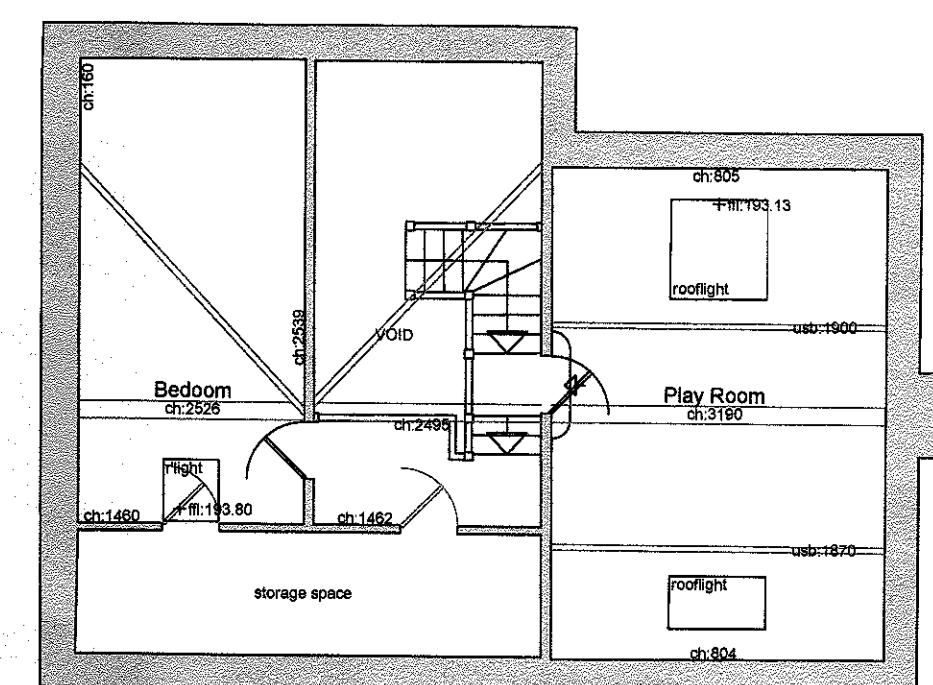 ch:160
ch:805
+ffl:193.13
rooflight
ch:2539
VOID
usb:1900
Bedoom
ch:2526
Play Room
ch:3190
ch:2495
r'light
+ffl:193.80
ch:1460
ch:1462
usb:1870
storage space
rooflight
ch:804